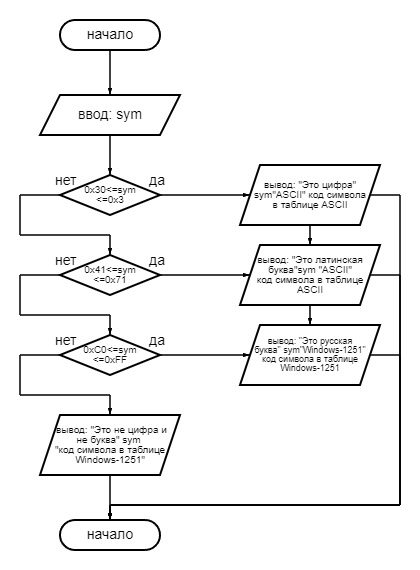 начало
ввод: sym
нет
да
0x30<=sym
<=0x3
вывод: "Это цифра"
sym"ASCII" код символа
в таблице ASCII
нет
да
0x41<=sym
<=0x71
вывод: "Это латинская
буква"sym "ASCII"
код символа в таблице
ASCII
нет
да
0xC0<=sym
<=0xFF
вывод: "Это русская
буква" sym"Windows-1251"
код символа в таблице
Windows-1251
вывод: "Это не цифра и
не буква" sym
"код символа в таблице
Windows-1251"
начало